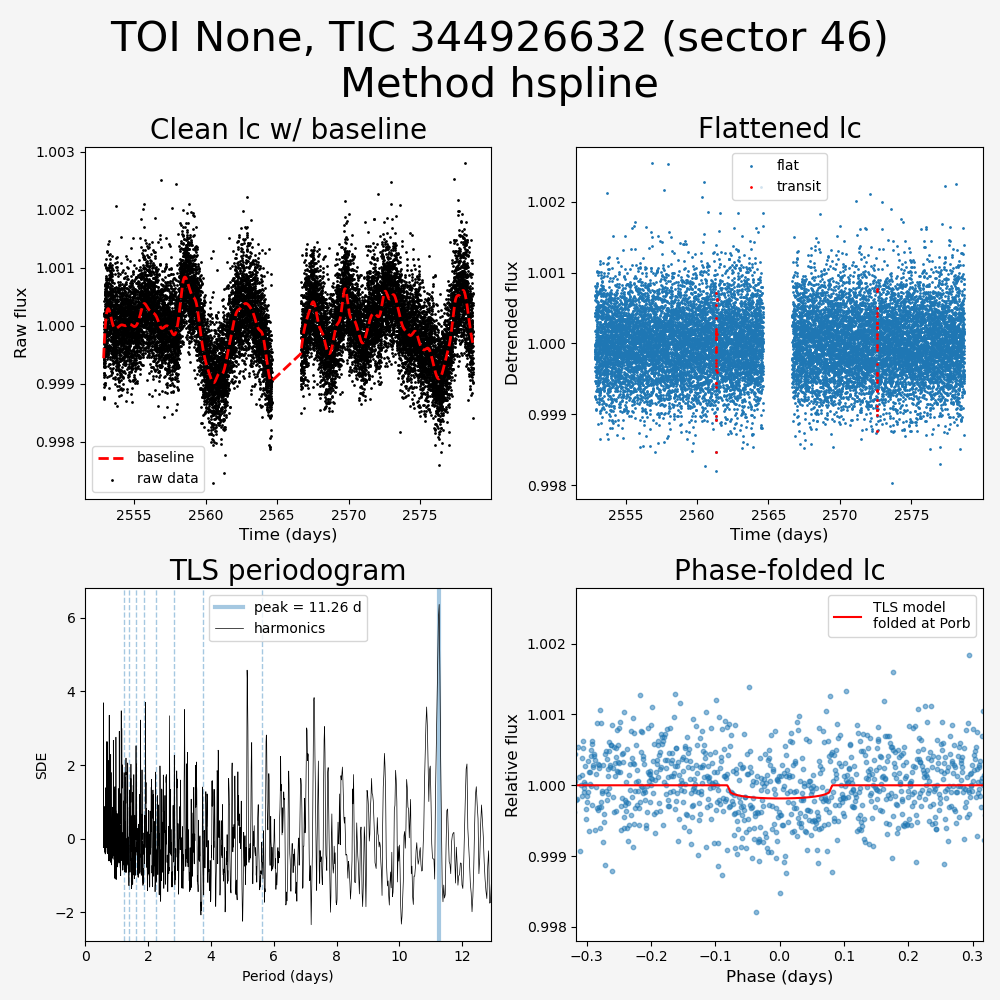 TOI None, TIC 344926632 (sector 46)
Method hspline
Clean lc w/ baseline
Raw flux
1.003
1.002
1.001
1.000
0.999
0.998
baseline
raw data
2555
2560
2565
2570
2575
Time (days)
Flattened lc
Detrended flux
1.002
1.001
1.000
0.999
0.998
flat
transit
2555
2560
2565
2570
2575
Time (days)
TLS periodogram
SDE
6
4
2
0
−2
peak = 11.26 d
harmonics
0
2
4
6
8
10
12
Period (days)
Phase-folded lc
Relative flux
1.002
1.001
1.000
0.999
0.998
TLS model
folded at Porb
−0.3
−0.2
−0.1
0.0
0.1
0.2
0.3
Phase (days)